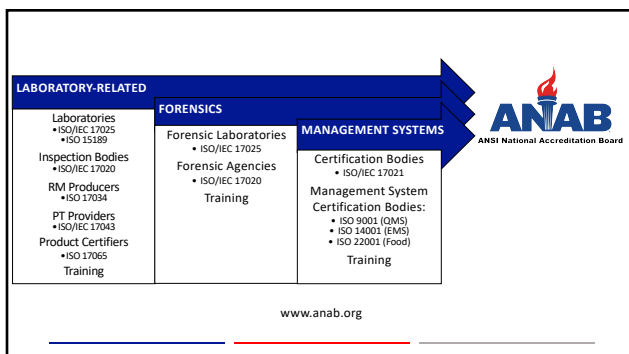 LABORATORY-RELATED
Laboratories
•ISO/IEC 17025
•ISO 15189
Inspection Bodies
•ISO/IEC 17020
RM Producers
•ISO 17034
PT Providers
•ISO/IEC 17043
Product Certifiers
•ISO 17065
Training
FORENSICS
Forensic Laboratories
•ISO/IEC 17025
Forensic Agencies
•ISO/IEC 17020
Training
MANAGEMENT SYSTEMS
Certification Bodies
•ISO/IEC 17021
Management System
Certification Bodies:
•ISO 9001 (QMS)
•ISO 14001 (EMS)
•ISO 22001 (Food)
Training
ANAB
ANSI National Accreditation Board
www.anab.org